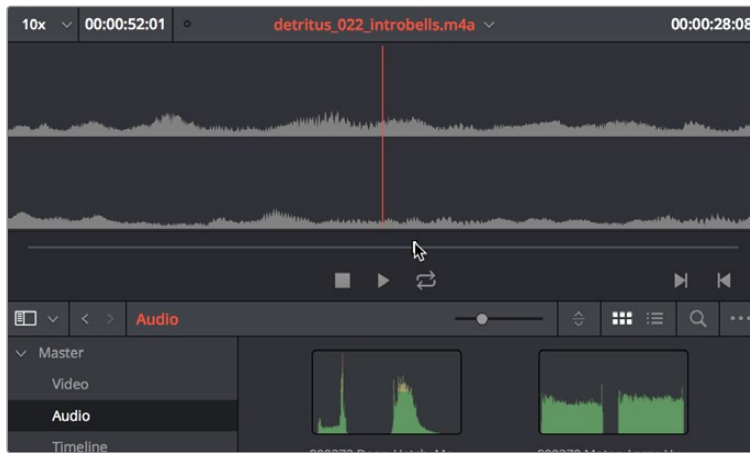 10x 00:00:52:01 detritus_022_introbells.m4a 00:00:28:08
Audio
Master
Video
Audio
Timeline